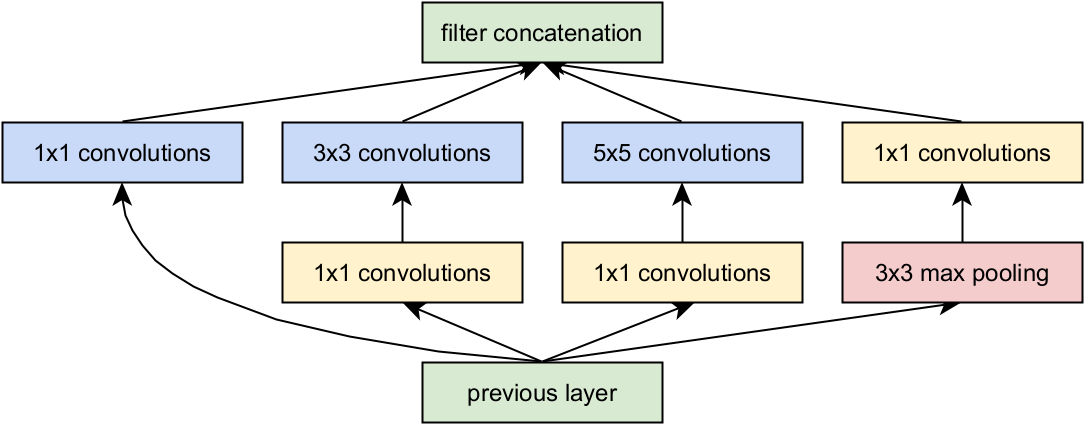 filter concatenation
1x1 convolutions
3x3 convolutions
5x5 convolutions
1x1 convolutions
1x1 convolutions
1x1 convolutions
3x3 max pooling
previous layer